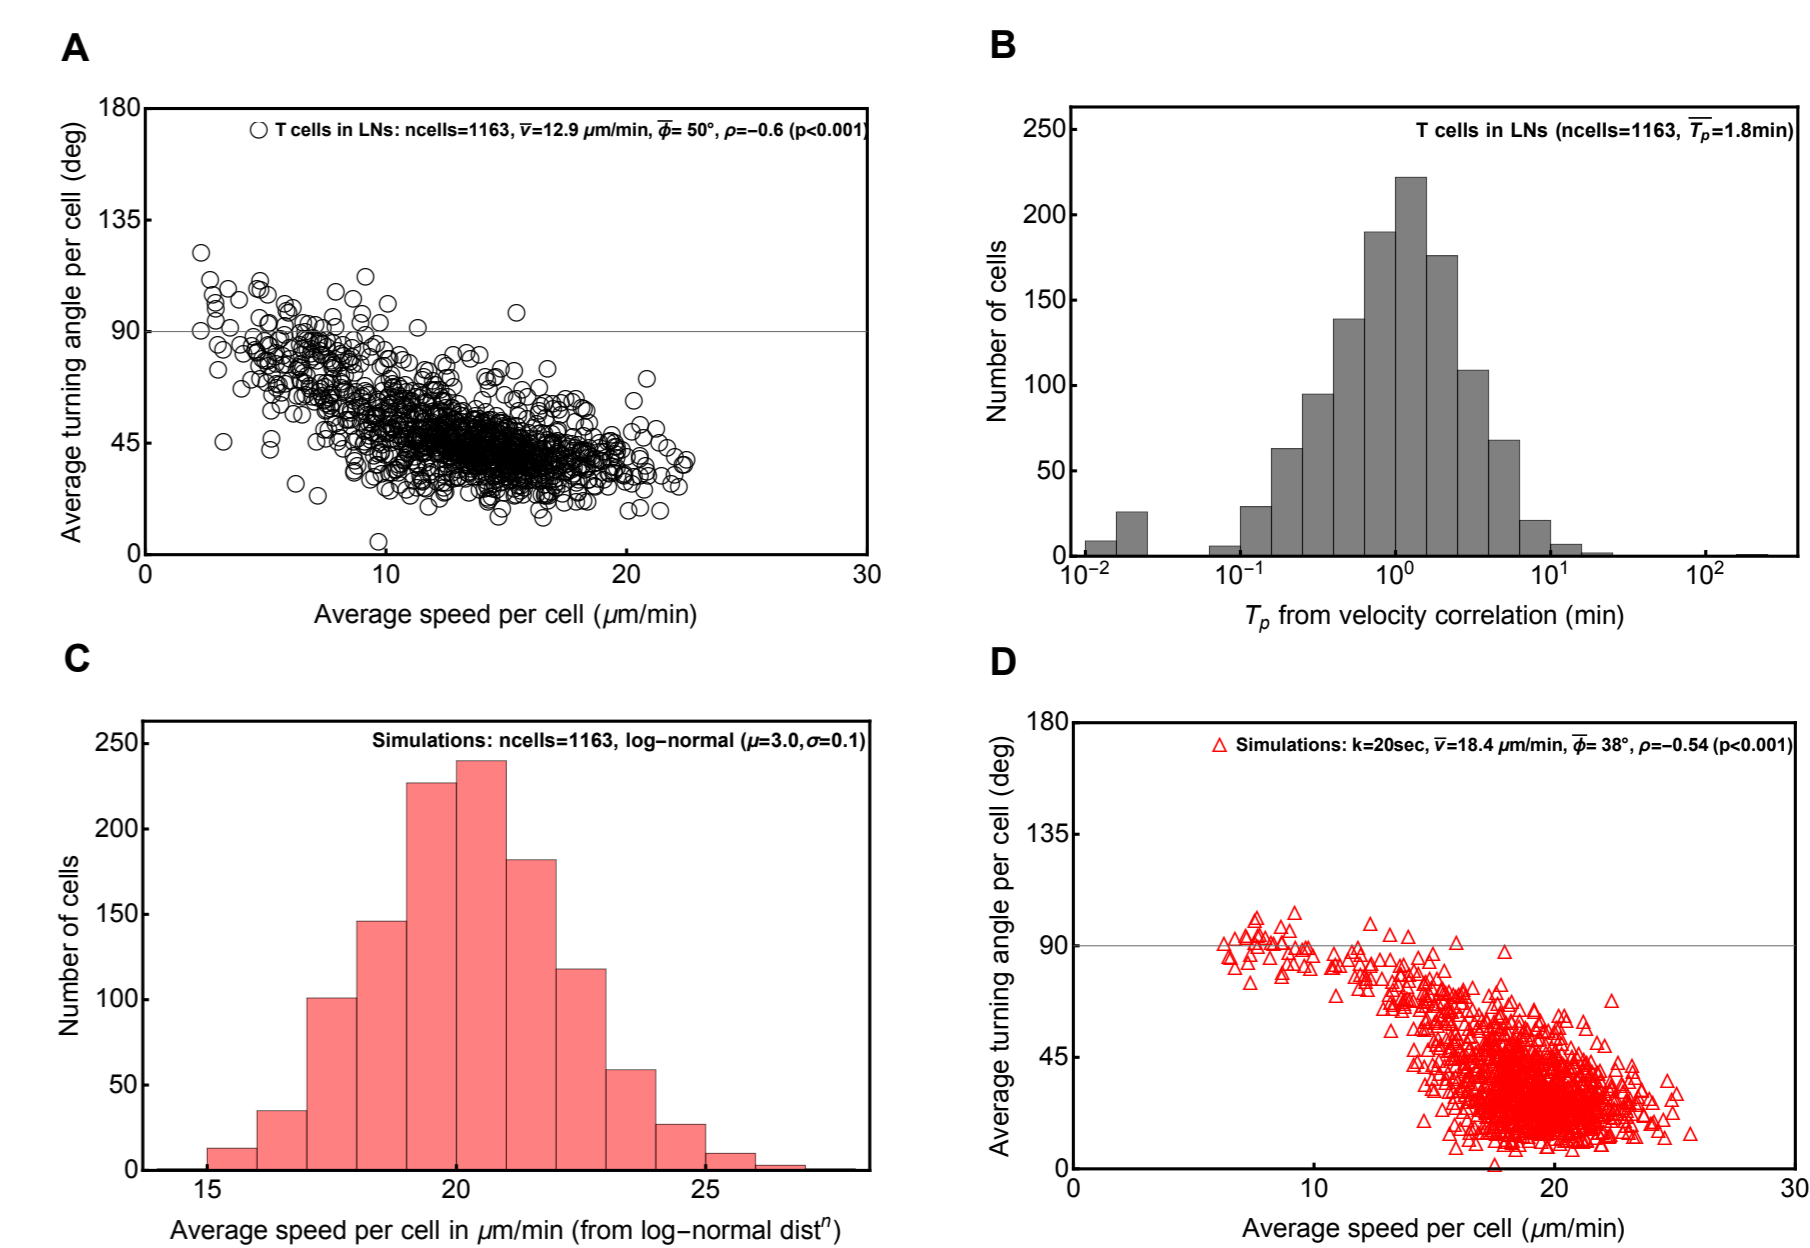 A
180
135
90
45
0
0
10
20
30
Average turning angle per cell (deg)
T cells in LNs: ncells=1163, v̅=12.9 μm/min, ϕ̅= 50°, ρ=−0.6 (p<0.001)
Average speed per cell (μm/min)
B
250
200
150
100
50
0
10⁻²
10⁻¹
10⁰
10¹
10²
Number of cells
T cells in LNs (ncells=1163, T̅ₚ=1.8min)
Tₚ from velocity correlation (min)
C
250
200
150
100
50
0
15
20
25
Number of cells
Simulations: ncells=1163, log−normal (μ=3.0,σ=0.1)
Average speed per cell in μm/min (from log−normal distⁿ)
D
180
135
90
45
0
0
10
20
30
Average turning angle per cell (deg)
Simulations: k=20sec, v̅=18.4 μm/min, ϕ̅= 38°, ρ=−0.54 (p<0.001)
Average speed per cell (μm/min)